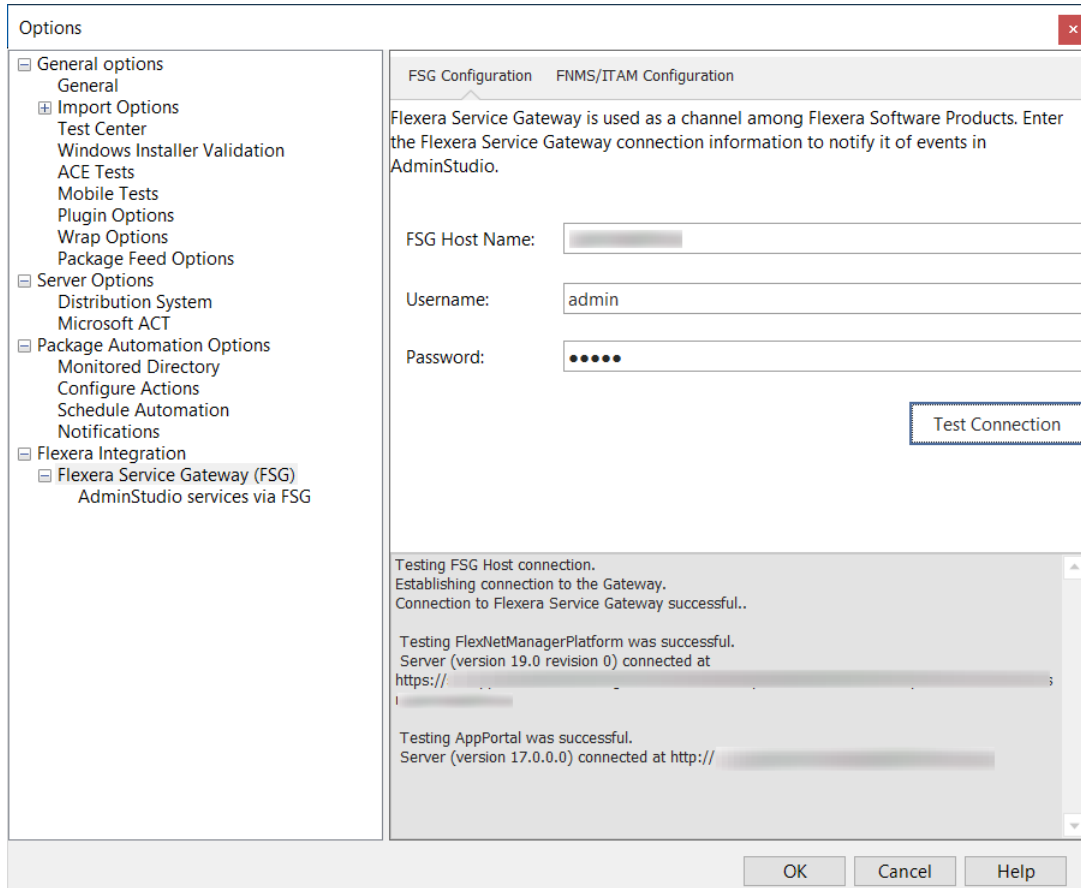 Options
General options
General
Import Options
Test Center
Windows Installer Validation
ACE Tests
Mobile Tests
Plugin Options
Wrap Options
Package Feed Options
Server Options
Distribution System
Microsoft ACT
Package Automation Options
Monitored Directory
Configure Actions
Schedule Automation
Notifications
Flexera Integration
Flexera Service Gateway (FSG)
AdminStudio services via FSG
FSG Configuration FNMS/ITAM Configuration
Flexera Service Gateway is used as a channel among Flexera Software Products. Enter
the Flexera Service Gateway connection information to notify it of events in
AdminStudio.
FSG Host Name:
Username: admin
Password: •••••
Test Connection
Testing FSG Host connection.
Establishing connection to the Gateway.
Connection to Flexera Service Gateway successful..
Testing FlexNetManagerPlatform was successful.
Server (version 19.0 revision 0) connected at
https://
Testing AppPortal was successful.
Server (version 17.0.0.0) connected at http://
OK Cancel Help